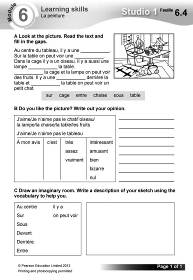 Module 6
Learning skills
La peinture
Studio 1
Feuille 6.4
A Look at the picture. Read the text and
fill in the gaps.
Au centre du tableau, il y a une
Sur la table on peut voir une
Dans la cage il y a un oiseau. Il y a aussi une
lampe la table.
la cage et la lampe on peut voir
des fruits. Il y a une derrière la
table et la table on peut voir un
petit chat.
sur cage entre chaise sous table
B Do you like the picture? Write out your opinion.
J'aime/Je n'aime pas le chat/l'oiseau/
la lampe/la chaise/la table/les fruits
J'aime/Je n'aime pas le tableau.
A mon avis c'est très intéressant
assez amusant
vraiment bien
bizarre
nul
C Draw an imaginary room. Write a description of your sketch using the
vocabulary to help you.
Au centre il y a
Sur on peut voir
Sous
Devant
Derrière
Entre
© Pearson Education Limited 2013
Printing and photocopying permitted
Page 1 of 1